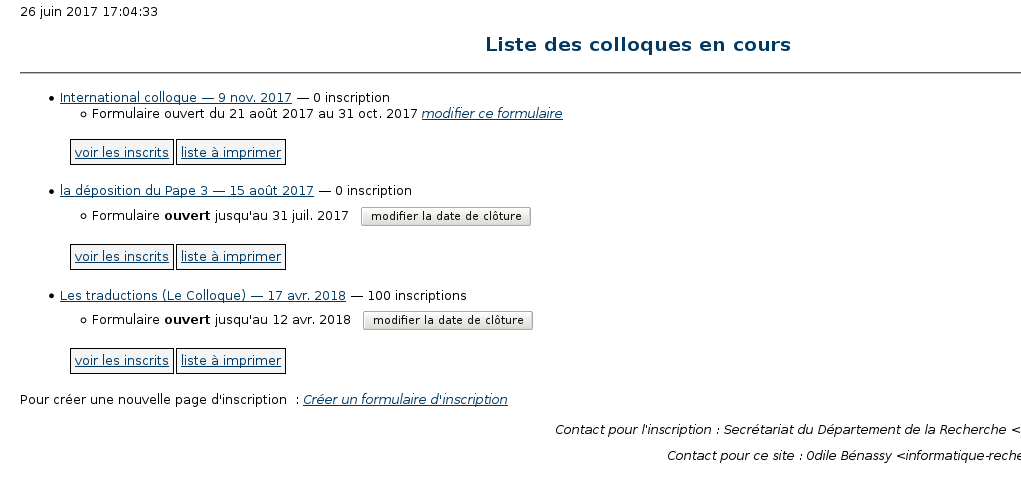 26 juin 2017 17:04:33
Liste des colloques en cours
• International colloque — 9 nov. 2017 — 0 inscription
◦ Formulaire ouvert du 21 août 2017 au 31 oct. 2017 modifier ce formulaire
voir les inscrits liste à imprimer
• la déposition du Pape 3 — 15 août 2017 — 0 inscription
◦ Formulaire ouvert jusqu'au 31 juil. 2017 modifier la date de clôture
voir les inscrits liste à imprimer
• Les traductions (Le Colloque) — 17 avr. 2018 — 100 inscriptions
◦ Formulaire ouvert jusqu'au 12 avr. 2018 modifier la date de clôture
voir les inscrits liste à imprimer
Pour créer une nouvelle page d'inscription : Créer un formulaire d'inscription
Contact pour l'inscription : Secrétariat du Département de la Recherche <
Contact pour ce site : Odile Bénassy <informatique-reche